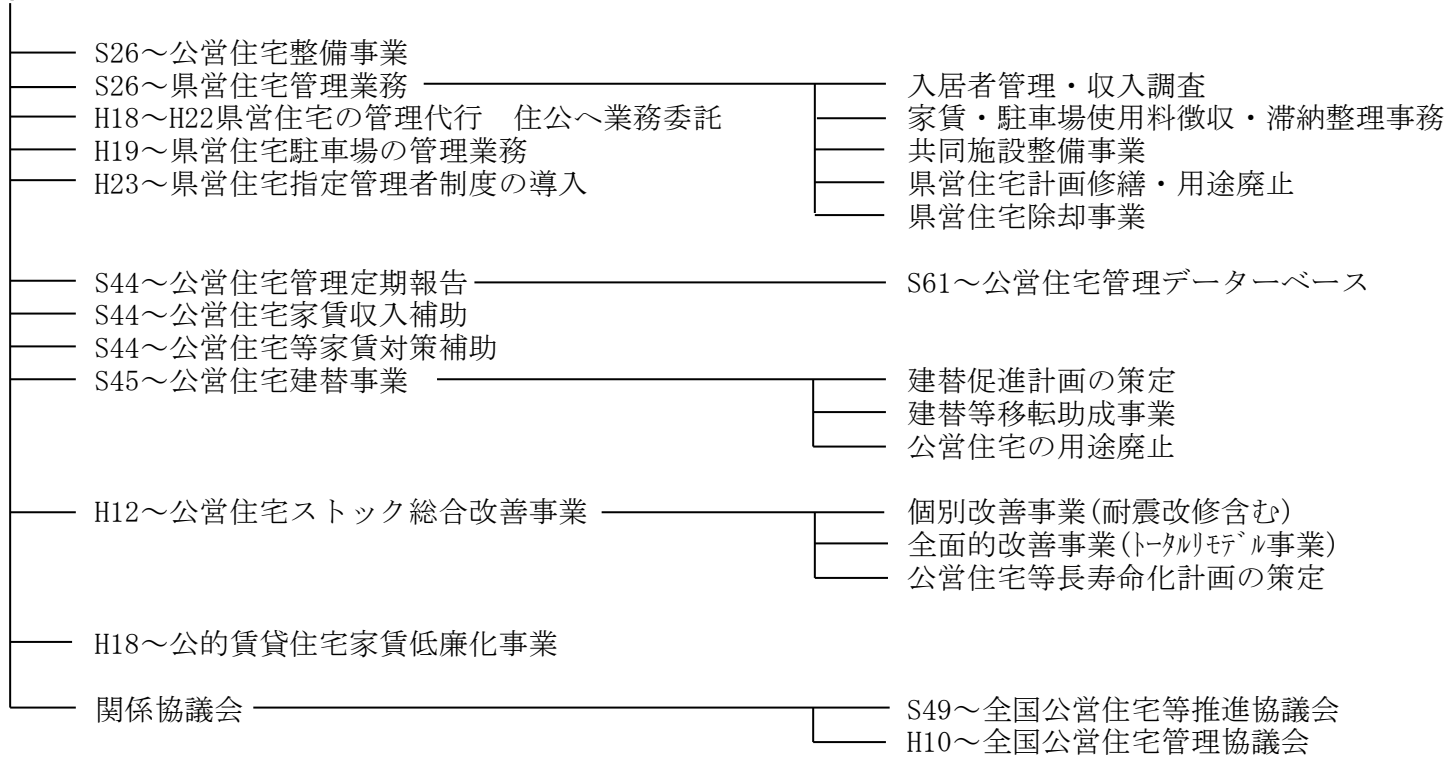 S26～公営住宅整備事業
S26～県営住宅管理業務
入居者管理・収入調査
H18～H22県営住宅の管理代行　住公へ業務委託
家賃・駐車場使用料徴収・滞納整理事務
H19～県営住宅駐車場の管理業務
共同施設整備事業
H23～県営住宅指定管理者制度の導入
県営住宅計画修繕・用途廃止
県営住宅除却事業
S44～公営住宅管理定期報告
S61～公営住宅管理データーベース
S44～公営住宅家賃収入補助
S44～公営住宅等家賃対策補助
S45～公営住宅建替事業
建替促進計画の策定
建替等移転助成事業
公営住宅の用途廃止
H12～公営住宅ストック総合改善事業
個別改善事業(耐震改修含む)
全面的改善事業(ﾄｰﾀﾙﾘﾓﾃﾞﾙ事業)
公営住宅等長寿命化計画の策定
H18～公的賃貸住宅家賃低廉化事業
関係協議会
S49～全国公営住宅等推進協議会
H10～全国公営住宅管理協議会